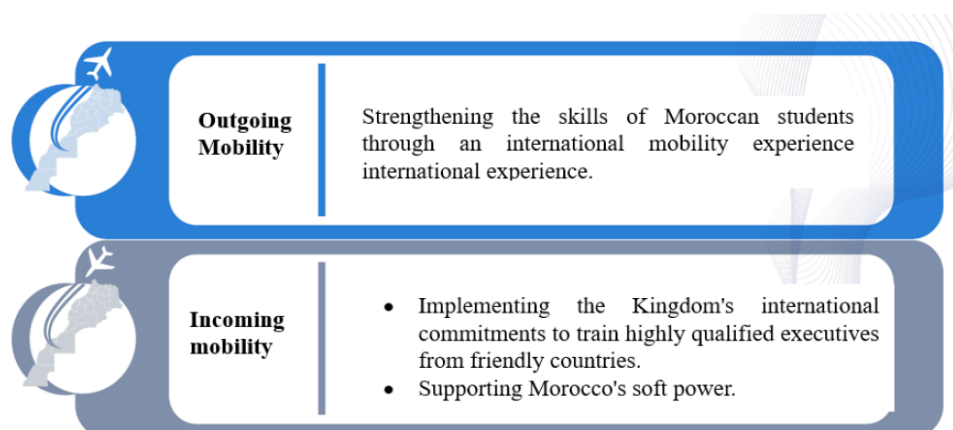 Outgoing
Mobility
Strengthening the skills of Moroccan students
through an international mobility experience
international experience.
Incoming
mobility
• Implementing the Kingdom's international
commitments to train highly qualified executives
from friendly countries.
• Supporting Morocco's soft power.